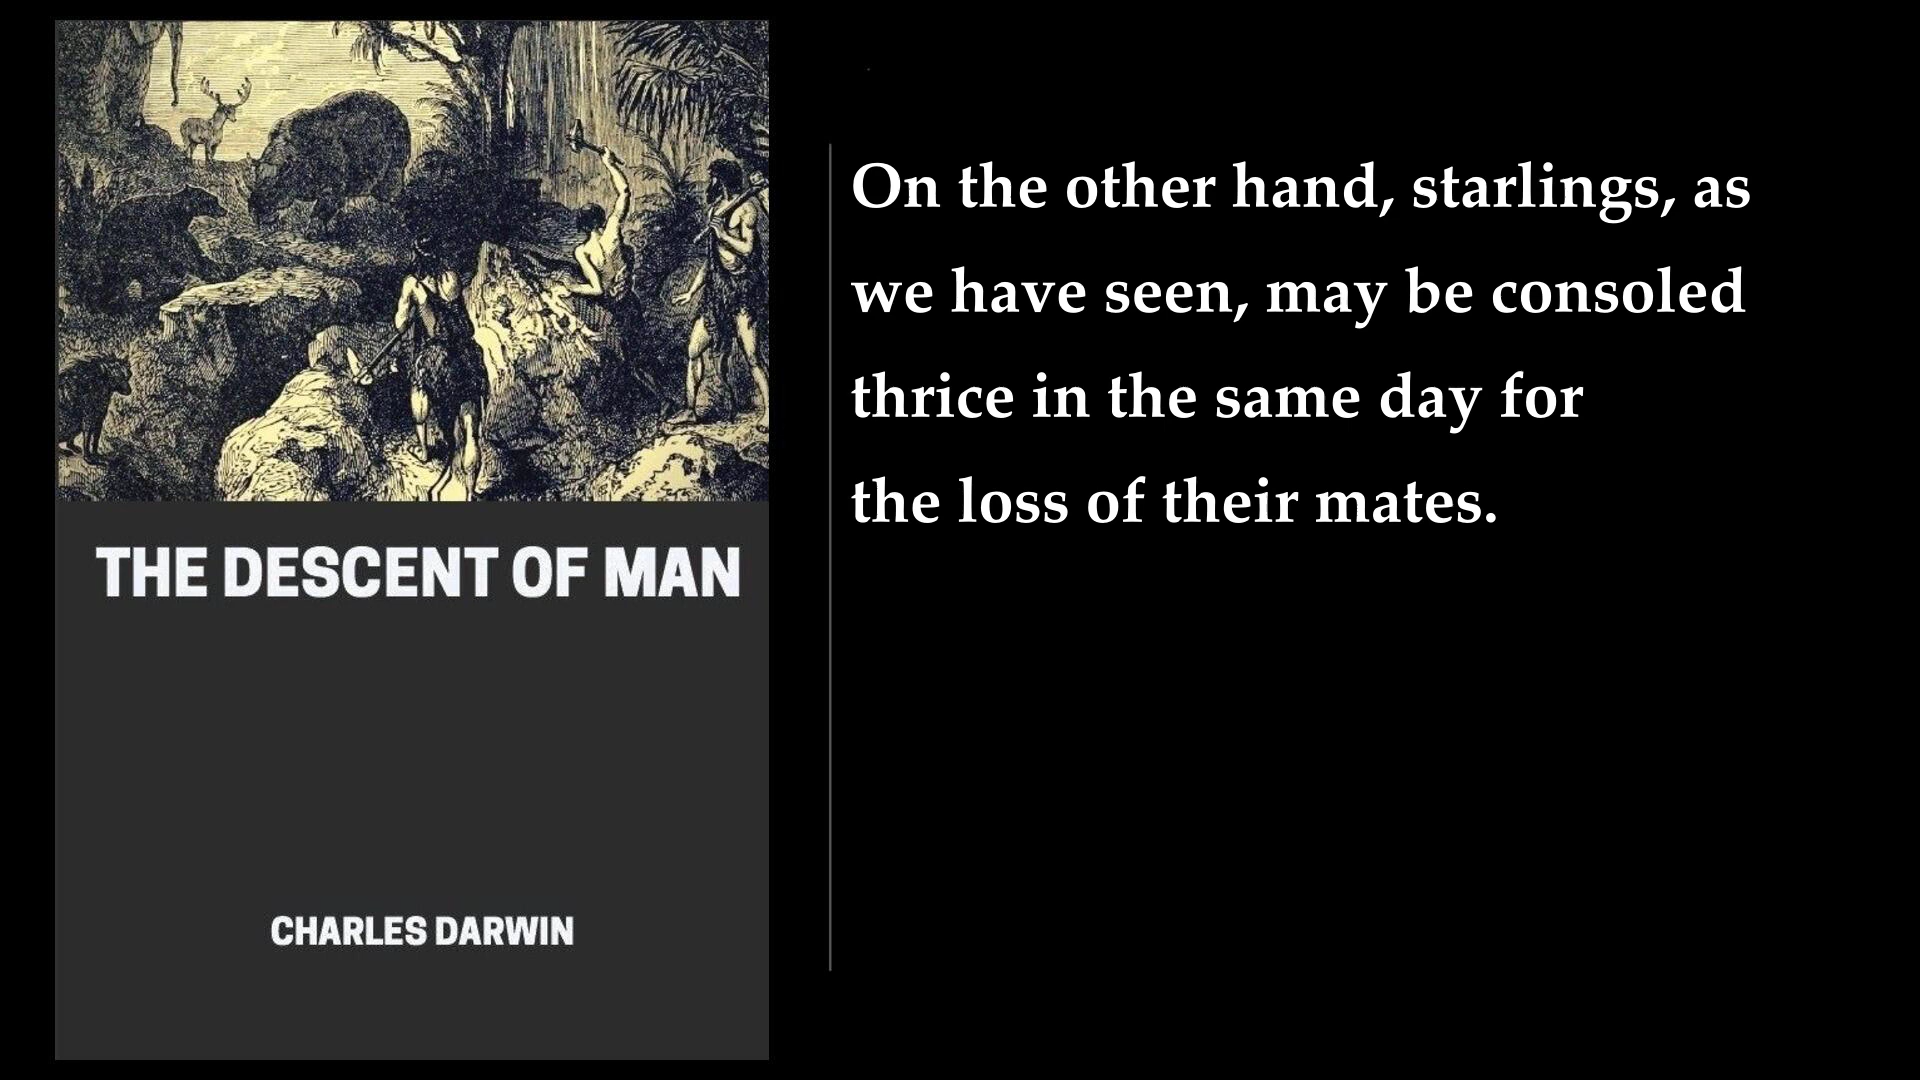 THE DESCENT OF MAN
CHARLES DARWIN
On the other hand, starlings, as
we have seen, may be consoled
thrice in the same day for
the loss of their mates.